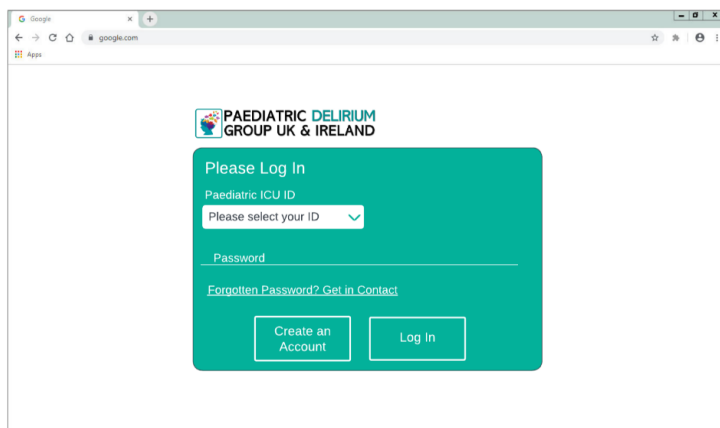 Google
google.com
Apps
PAEDIATRIC DELIRIUM
GROUP UK & IRELAND
Please Log In
Paediatric ICU ID
Please select your ID
Password
Forgotten Password? Get in Contact
Create an
Account
Log In